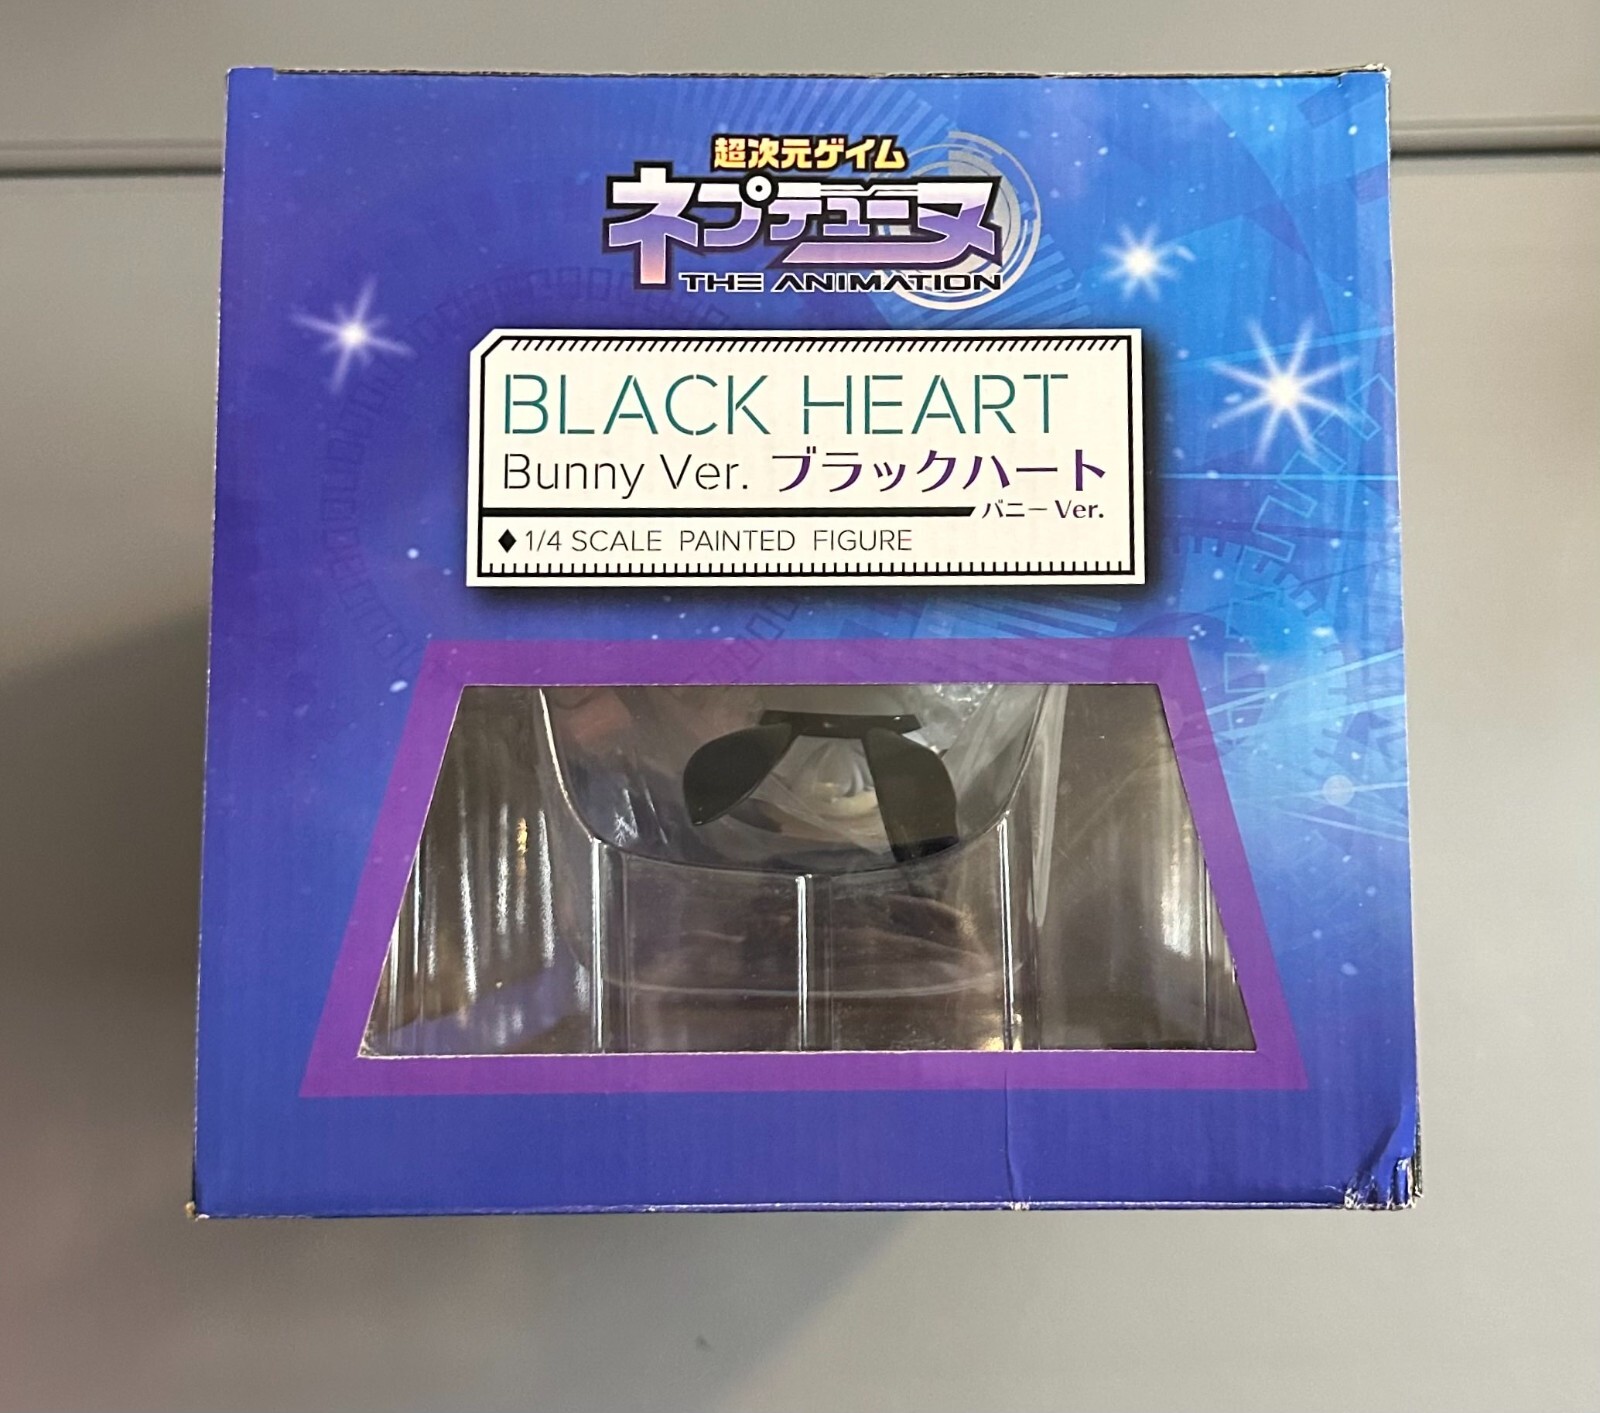 超次元ゲイム
ネプテューヌ
THE ANIMATION
BLACK HEART
Bunny Ver. ブラックハート
バニー Ver.
♦ 1/4 SCALE PAINTED FIGURE